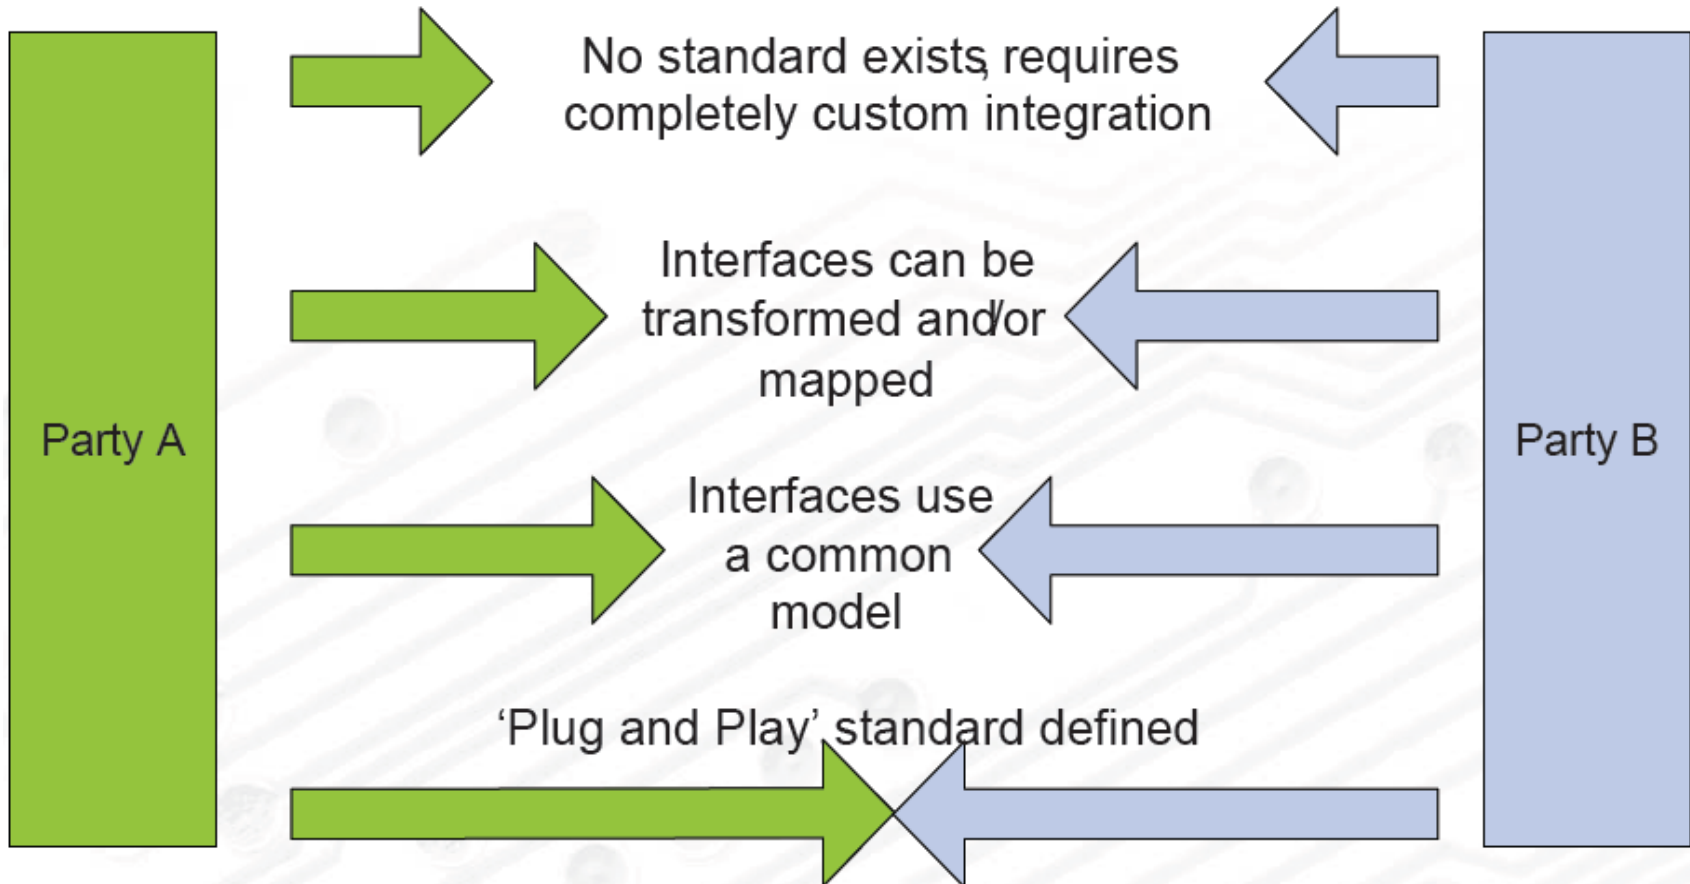 No standard exists, requires
completely custom integration
Interfaces can be
transformed and/or
mapped
Party A
Party B
Interfaces use
a common
model
‘Plug and Play’ standard defined